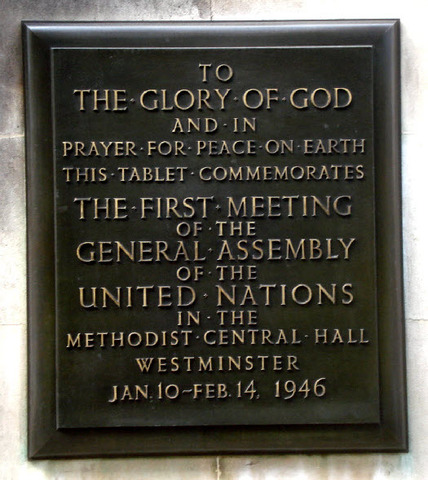 TO
THE·GLORY·OF·GOD
AND·IN
PRAYER·FOR·PEACE·ON·EARTH
THIS·TABLET·COMMEMORATES
THE·FIRST·MEETING
OF·THE
GENERAL·ASSEMBLY
OF·THE
UNITED·NATIONS
IN·THE
METHODIST·CENTRAL·HALL
WESTMINSTER
JAN.10~FEB.14, 1946